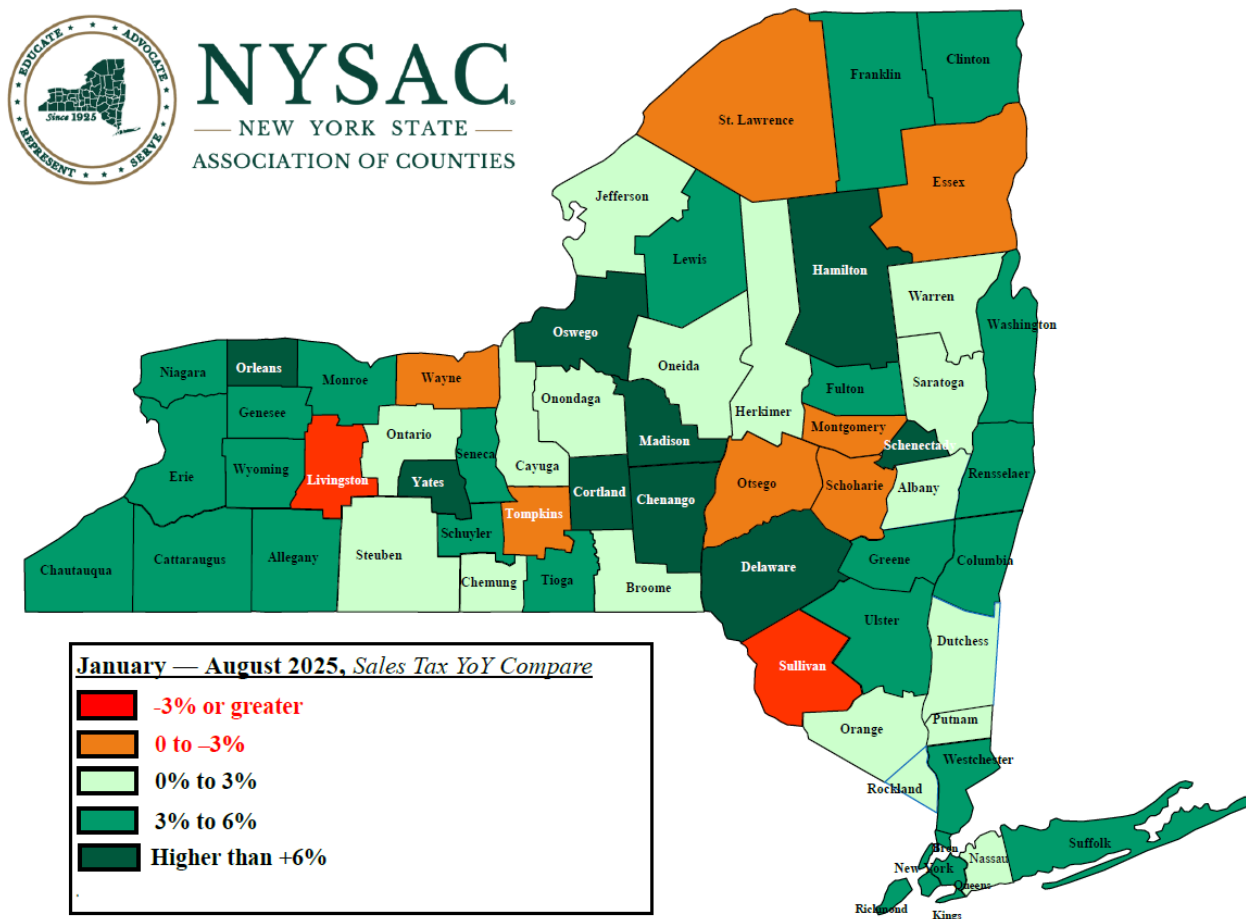 EDUCATE ADVOCATE
REPRESENT SERVE
Since 1925
NYSAC
NEW YORK STATE
ASSOCIATION OF COUNTIES
Clinton
Franklin
St. Lawrence
Essex
Jefferson
Lewis
Hamilton
Warren
Washington
Oswego
Oneida
Herkimer
Fulton
Saratoga
Niagara
Orleans
Monroe
Wayne
Onondaga
Genesee
Ontario
Seneca
Cayuga
Madison
Montgomery
Schenectady
Erie
Wyoming
Livingston
Yates
Cortland
Chenango
Otsego
Schoharie
Albany
Rensselaer
Tompkins
Schuyler
Chautauqua
Cattaraugus
Allegany
Steuben
Chemung
Tioga
Broome
Delaware
Greene
Columbia
Ulster
Dutchess
Sullivan
Putnam
Orange
Westchester
Rockland
Bron
New York
Nassau
Suffolk
Queens
Richmond
Kings
January — August 2025, Sales Tax YoY Compare
-3% or greater
0 to –3%
0% to 3%
3% to 6%
Higher than +6%